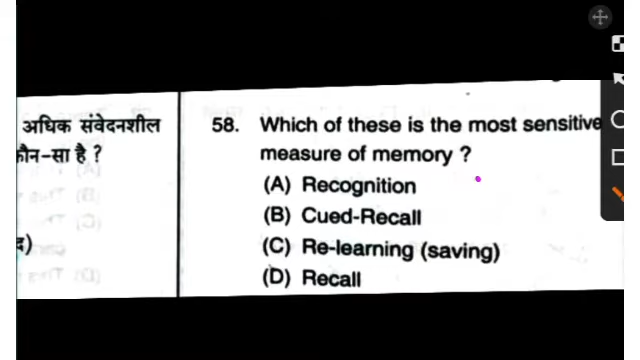 अधिक संवेदनशील
कौन-सा है ?
58. Which of these is the most sensitive
measure of memory ?
(A) Recognition
(B) Cued-Recall
(C) Re-learning (saving)
(D) Recall